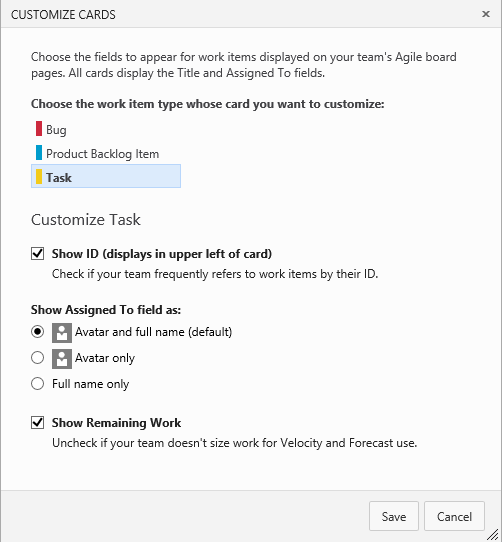 CUSTOMIZE CARDS
Choose the fields to appear for work items displayed on your team's Agile board
pages. All cards display the Title and Assigned To fields.
Choose the work item type whose card you want to customize:
Bug
Product Backlog Item
Task
Customize Task
Show ID (displays in upper left of card)
Check if your team frequently refers to work items by their ID.
Show Assigned To field as:
Avatar and full name (default)
Avatar only
Full name only
Show Remaining Work
Uncheck if your team doesn't size work for Velocity and Forecast use.
Save Cancel